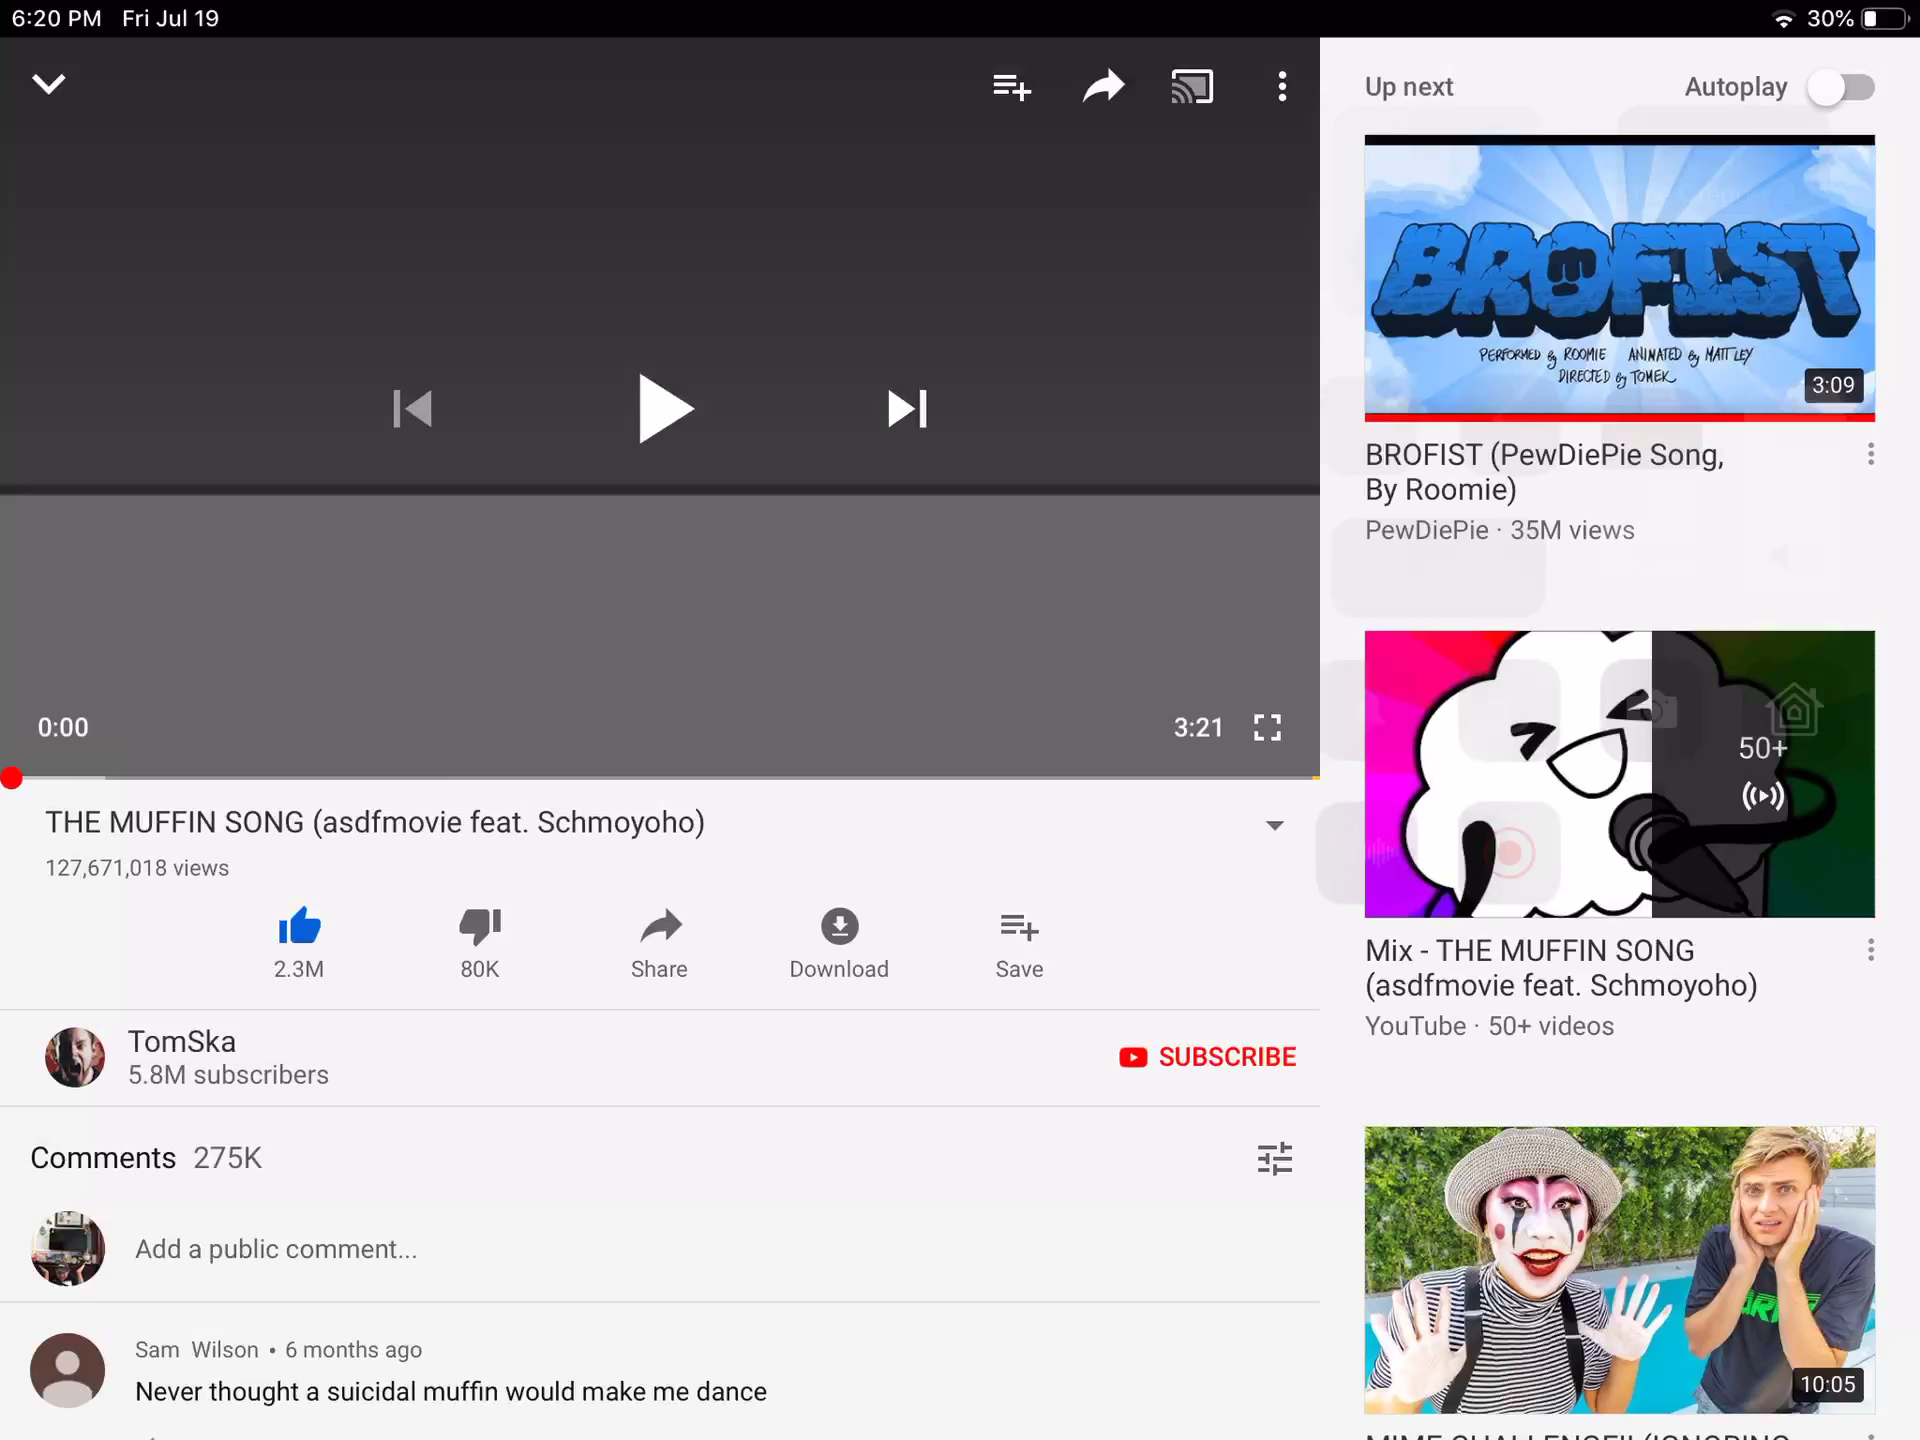 6:20 PM Fri Jul 19
30%
Up next
Autoplay
BROFIST
PERFORMED by ROOMIE ANIMATED by MATT LEY
DIRECTED by TOMEK
3:09
BROFIST (PewDiePie Song,
By Roomie)
PewDiePie · 35M views
0:00
3:21
50+
THE MUFFIN SONG (asdfmovie feat. Schmoyoho)
127,671,018 views
2.3M
80K
Share
Download
Save
Mix - THE MUFFIN SONG
(asdfmovie feat. Schmoyoho)
YouTube · 50+ videos
TomSka
5.8M subscribers
SUBSCRIBE
Comments 275K
Add a public comment...
Sam Wilson • 6 months ago
Never thought a suicidal muffin would make me dance
10:05
MIME CHALLENGE!! (IGNORING